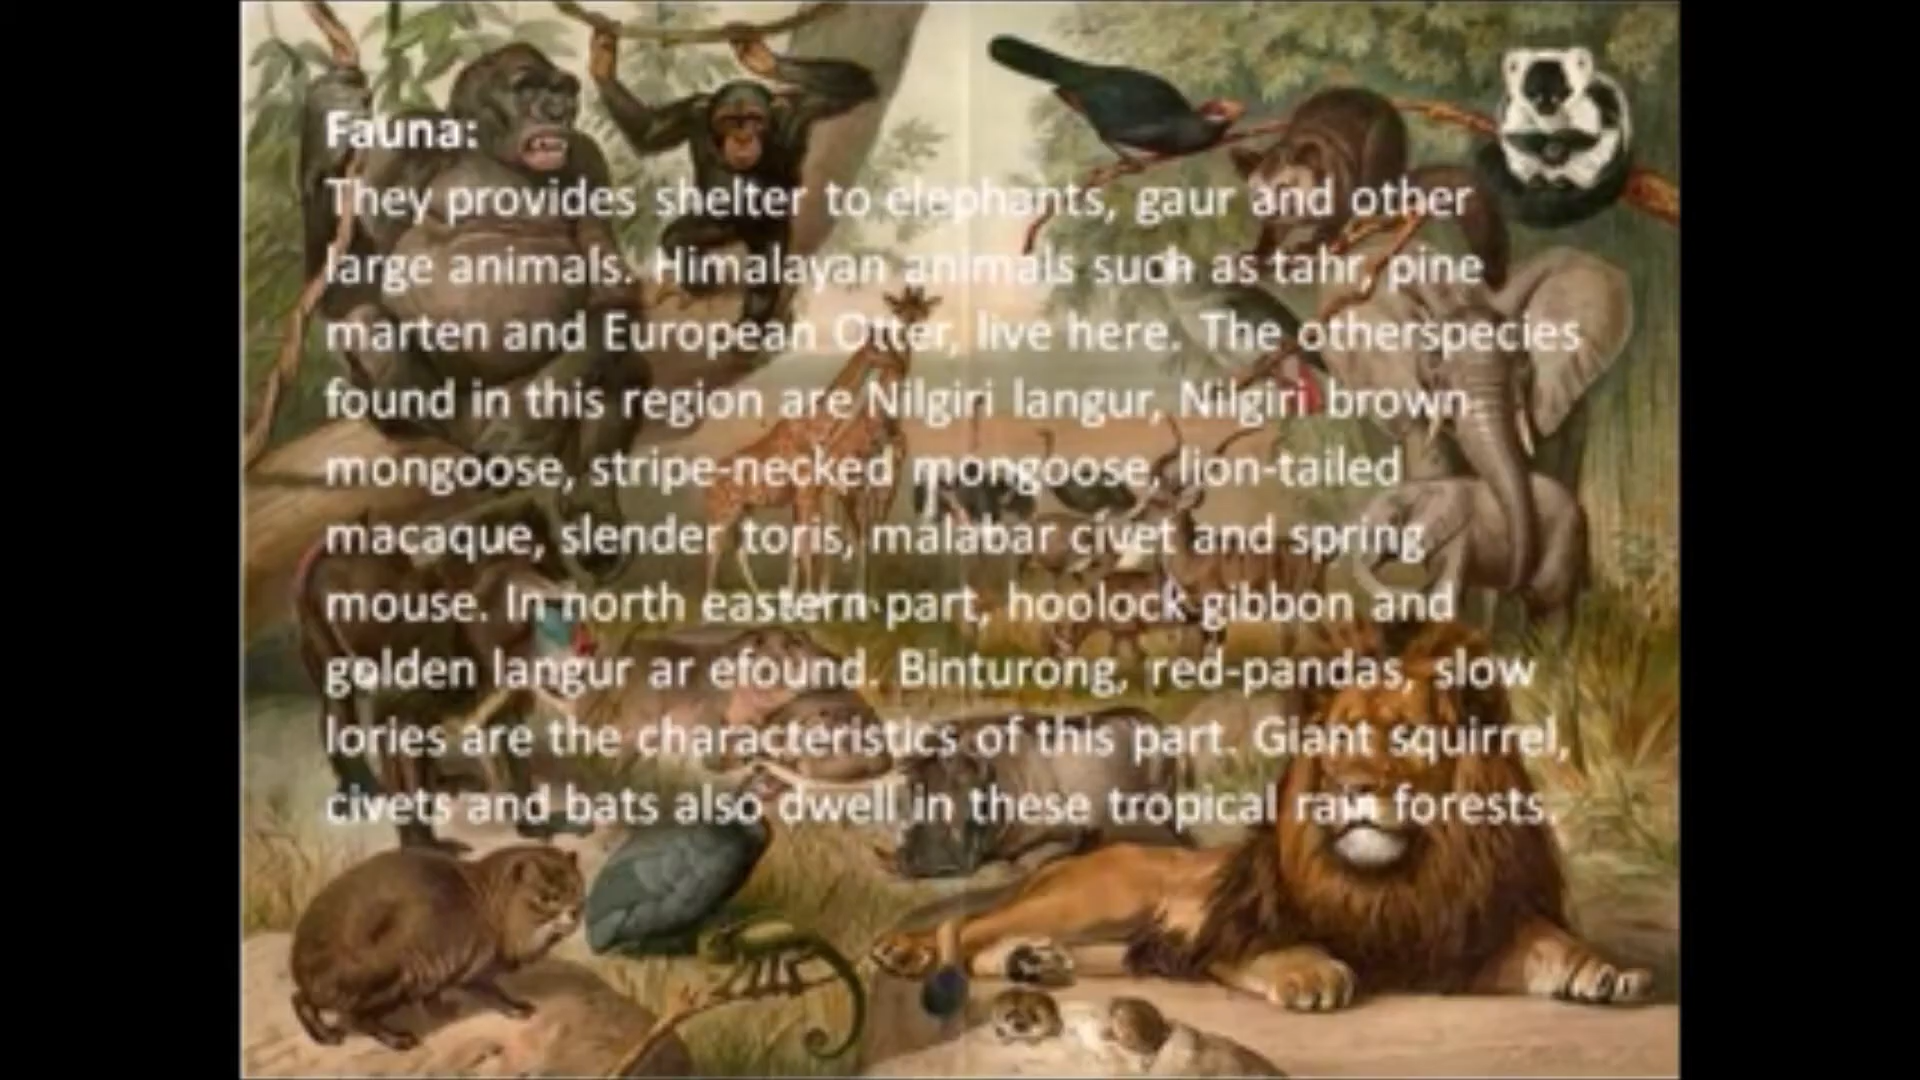 Fauna:
They provides shelter to elephants, gaur and other
large animals. Himalayan animals such as tahr, pine
marten and European Otter, live here. The otherspecies
found in this region are Nilgiri langur, Nilgiri brown
mongoose, stripe-necked mongoose, lion-tailed
macaque, slender toris, malabar civet and spring
mouse. In north eastern part, hoolock gibbon and
golden langur ar efound. Binturong, red-pandas, slow
lories are the characteristics of this part. Giant squirrel,
civets and bats also dwell in these tropical rain forests.